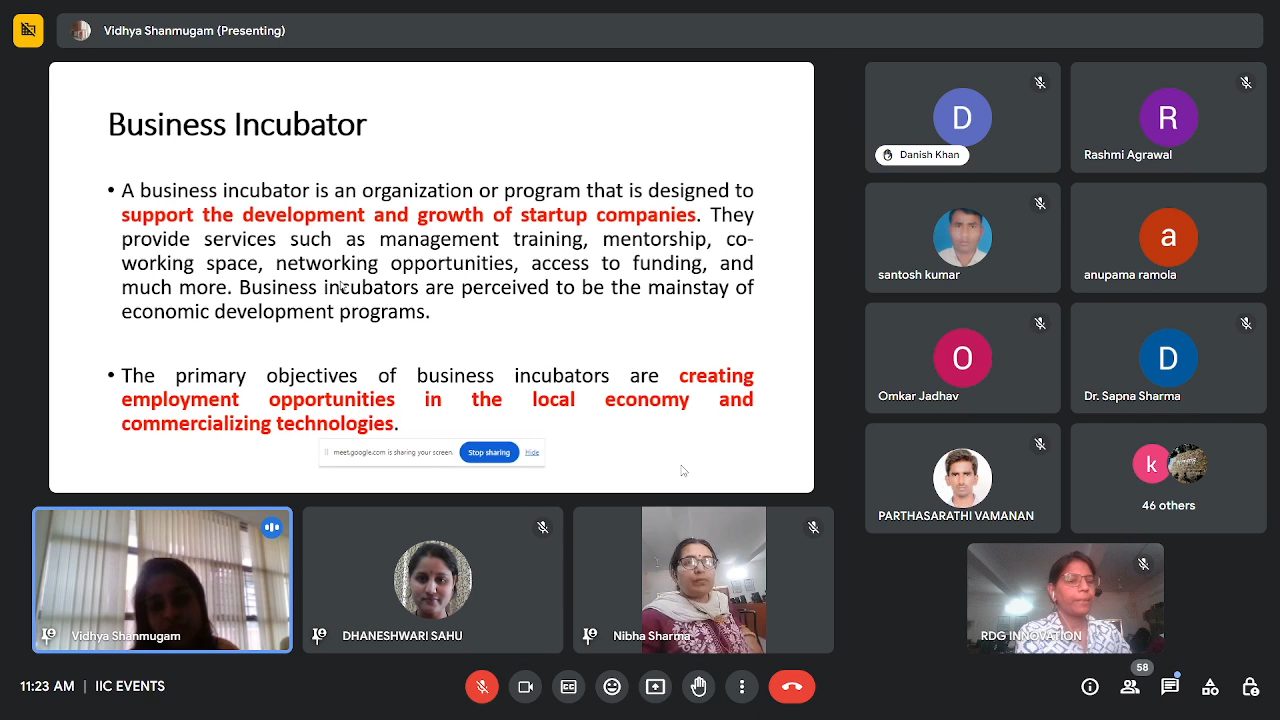 Vidhya Shanmugam (Presenting)
Business Incubator
• A business incubator is an organization or program that is designed to
support the development and growth of startup companies. They
provide services such as management training, mentorship, co-
working space, networking opportunities, access to funding, and
much more. Business incubators are perceived to be the mainstay of
economic development programs.
• The primary objectives of business incubators are creating
employment opportunities in the local economy and
commercializing technologies.
meet.google.com is sharing your screen.
Stop sharing
Hide
D
Danish Khan
R
Rashmi Agrawal
santosh kumar
a
anupama ramola
O
Omkar Jadhav
D
Dr. Sapna Sharma
PARTHASARATHI VAMANAN
k
46 others
Vidhya Shanmugam
DHANESHWARI SAHU
Nibha Sharma
RDG INNOVATION
11:23 AM | IIC EVENTS
58